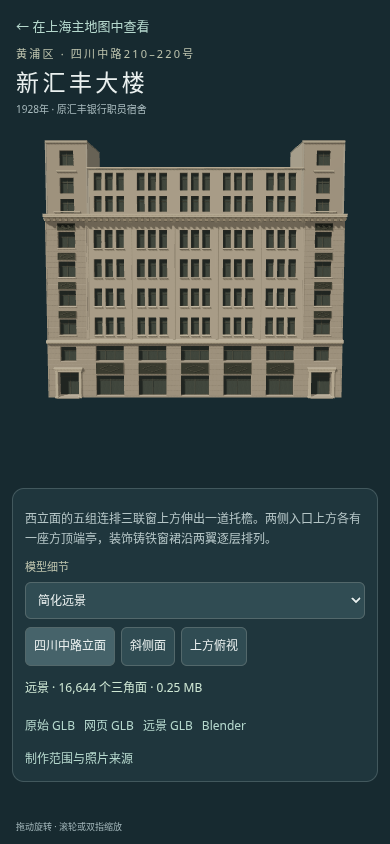 ← 在上海主地图中查看
黄浦区 · 四川中路210–220号
新汇丰大楼
1928年 · 原汇丰银行职员宿舍
西立面的五组连排三联窗上方伸出一道托檐。两侧入口上方各有
一座方顶端亭，装饰铸铁窗裙沿两翼逐层排列。
模型细节
简化远景
四川中路立面 斜侧面 上方俯视
远景 · 16,644 个三角面 · 0.25 MB
原始 GLB 网页 GLB 远景 GLB Blender
制作范围与照片来源
拖动旋转 · 滚轮或双指缩放